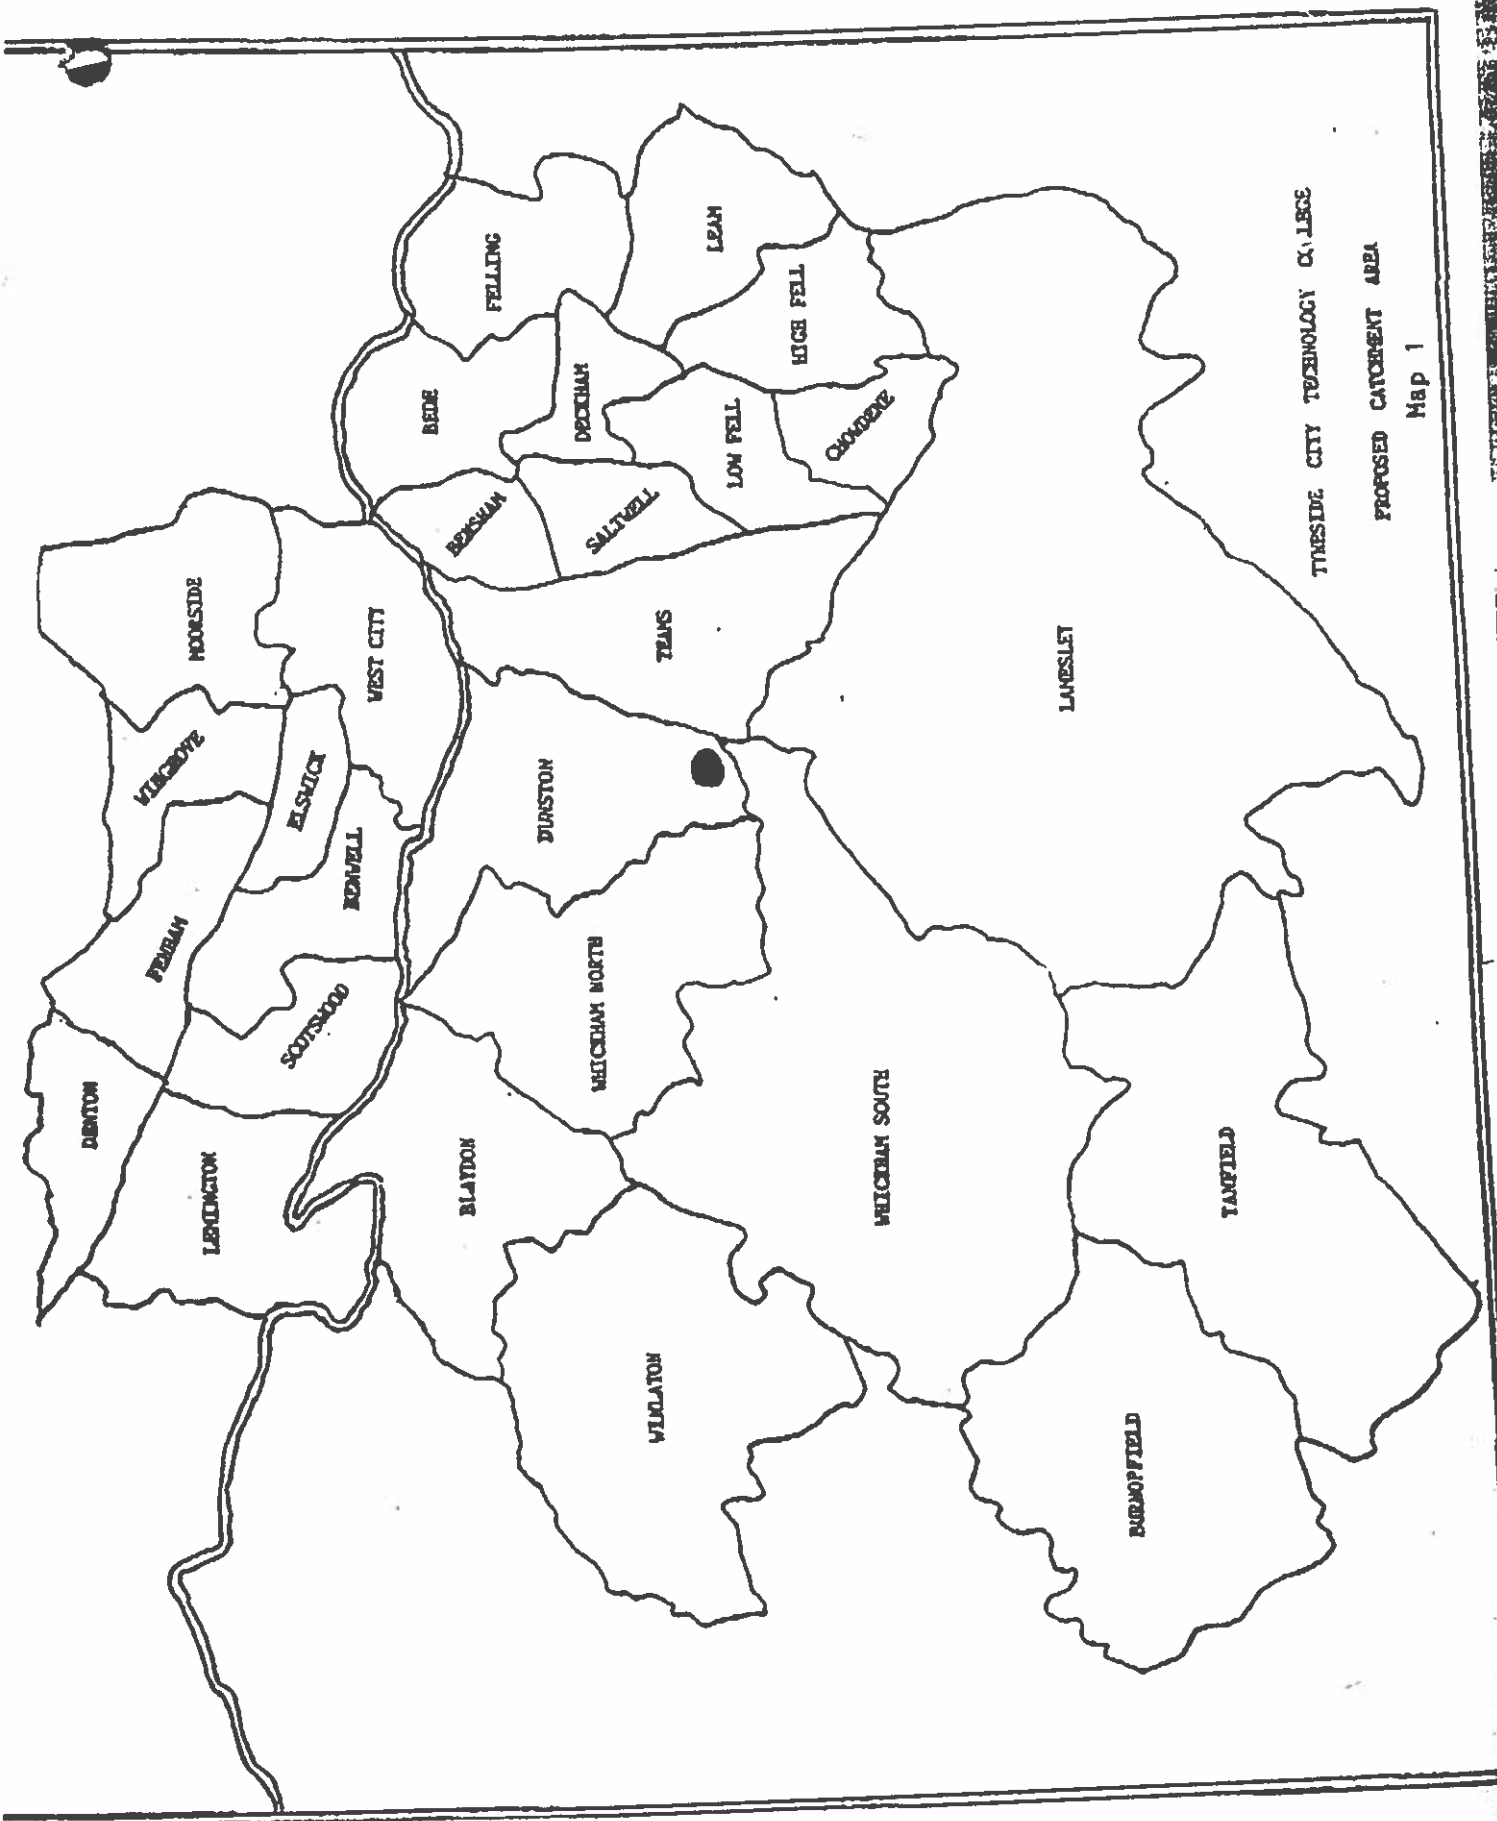 MOORSIDE
WINGROVE
WEST CITY
ELSWICK
FENHAM
BENWELL
DENTON
SCOTSWOOD
LEMINGTON
FELLING
BEDE
LEAM
DECKHAM
HIGH FELL
BENSHAM
SALTWELL
LOW FELL
CHOWDENE
TEAMS
DUNSTON
WHICKHAM NORTH
BLAYDON
WINLATON
WHICKHAM SOUTH
LAMESLEY
TANFIELD
BURNOPFIELD
TYNESIDE CITY TECHNOLOGY COLLEGE
PROPOSED CATCHMENT AREA
Map 1